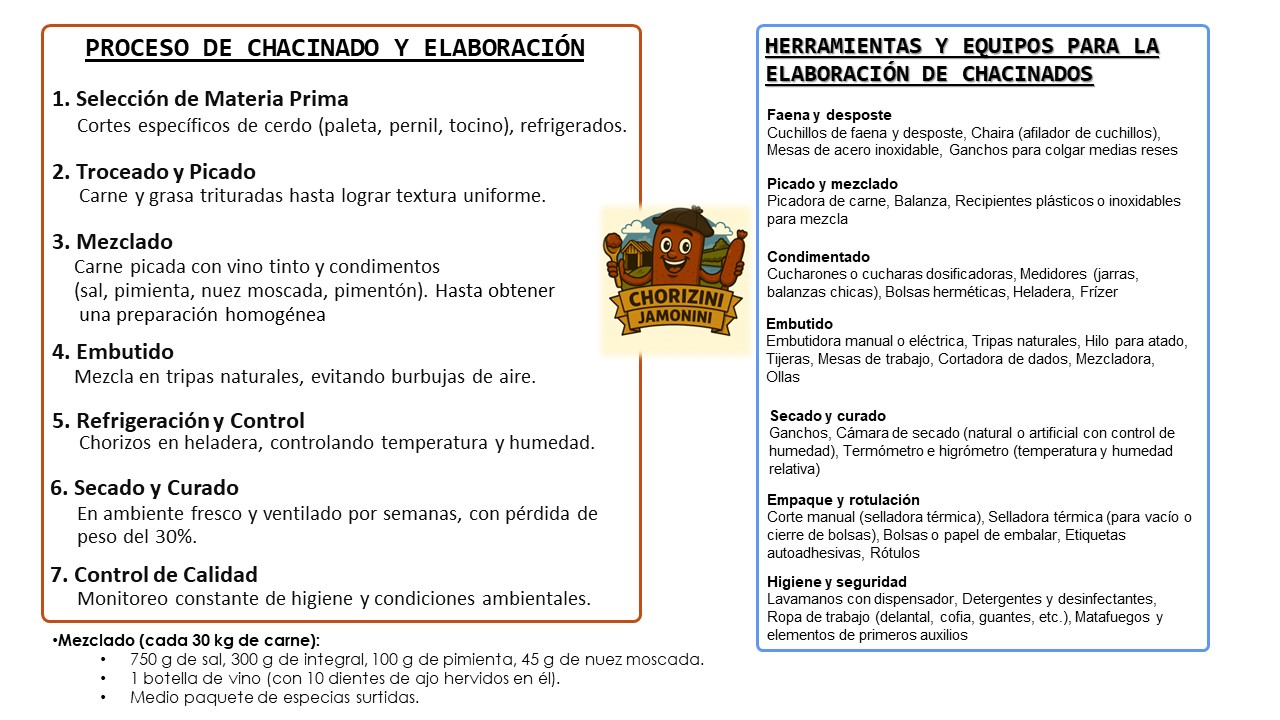 PROCESO DE CHACINADO Y ELABORACIÓN
1. Selección de Materia Prima
Cortes específicos de cerdo (paleta, pernil, tocino), refrigerados.
2. Troceado y Picado
Carne y grasa trituradas hasta lograr textura uniforme.
3. Mezclado
Carne picada con vino tinto y condimentos
(sal, pimienta, nuez moscada, pimentón). Hasta obtener
una preparación homogénea
4. Embutido
Mezcla en tripas naturales, evitando burbujas de aire.
5. Refrigeración y Control
Chorizos en heladera, controlando temperatura y humedad.
6. Secado y Curado
En ambiente fresco y ventilado por semanas, con pérdida de
peso del 30%.
7. Control de Calidad
Monitoreo constante de higiene y condiciones ambientales.
•Mezclado (cada 30 kg de carne):
• 750 g de sal, 300 g de integral, 100 g de pimienta, 45 g de nuez moscada.
• 1 botella de vino (con 10 dientes de ajo hervidos en él).
• Medio paquete de especias surtidas.
CHORIZINI
JAMONINI
HERRAMIENTAS Y EQUIPOS PARA LA
ELABORACIÓN DE CHACINADOS
Faena y desposte
Cuchillos de faena y desposte, Chaira (afilador de cuchillos),
Mesas de acero inoxidable, Ganchos para colgar medias reses
Picado y mezclado
Picadora de carne, Balanza, Recipientes plásticos o inoxidables
para mezcla
Condimentado
Cucharones o cucharas dosificadoras, Medidores (jarras,
balanzas chicas), Bolsas herméticas, Heladera, Frízer
Embutido
Embutidora manual o eléctrica, Tripas naturales, Hilo para atado,
Tijeras, Mesas de trabajo, Cortadora de dados, Mezcladora,
Ollas
Secado y curado
Ganchos, Cámara de secado (natural o artificial con control de
humedad), Termómetro e higrómetro (temperatura y humedad
relativa)
Empaque y rotulación
Corte manual (selladora térmica), Selladora térmica (para vacío o
cierre de bolsas), Bolsas o papel de embalar, Etiquetas
autoadhesivas, Rótulos
Higiene y seguridad
Lavamanos con dispensador, Detergentes y desinfectantes,
Ropa de trabajo (delantal, cofia, guantes, etc.), Matafuegos y
elementos de primeros auxilios